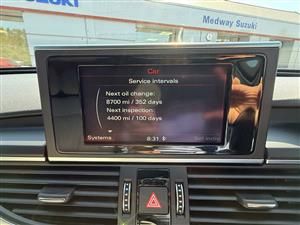 SUZUKI
Medway Suzuki
Car
Service intervals
Next oil change:
8700 mi / 352 days
Next inspection:
4400 mi / 100 days
Systems
8:31